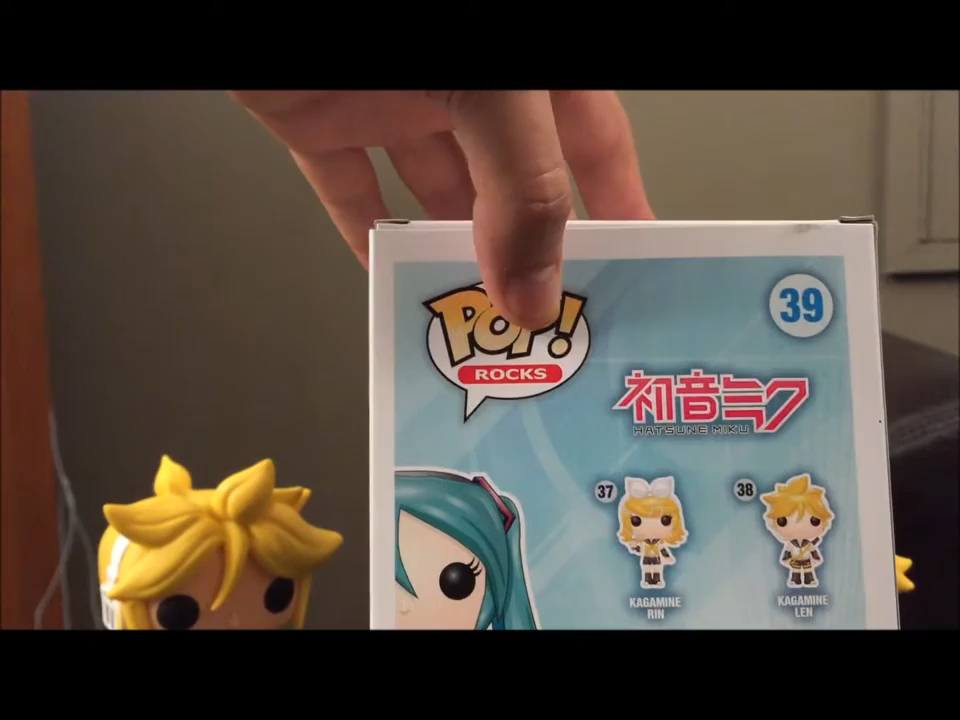 POP!
ROCKS
39
初音ミク
HATSUNE MIKU
37
38
KAGAMINE
RIN
KAGAMINE
LEN